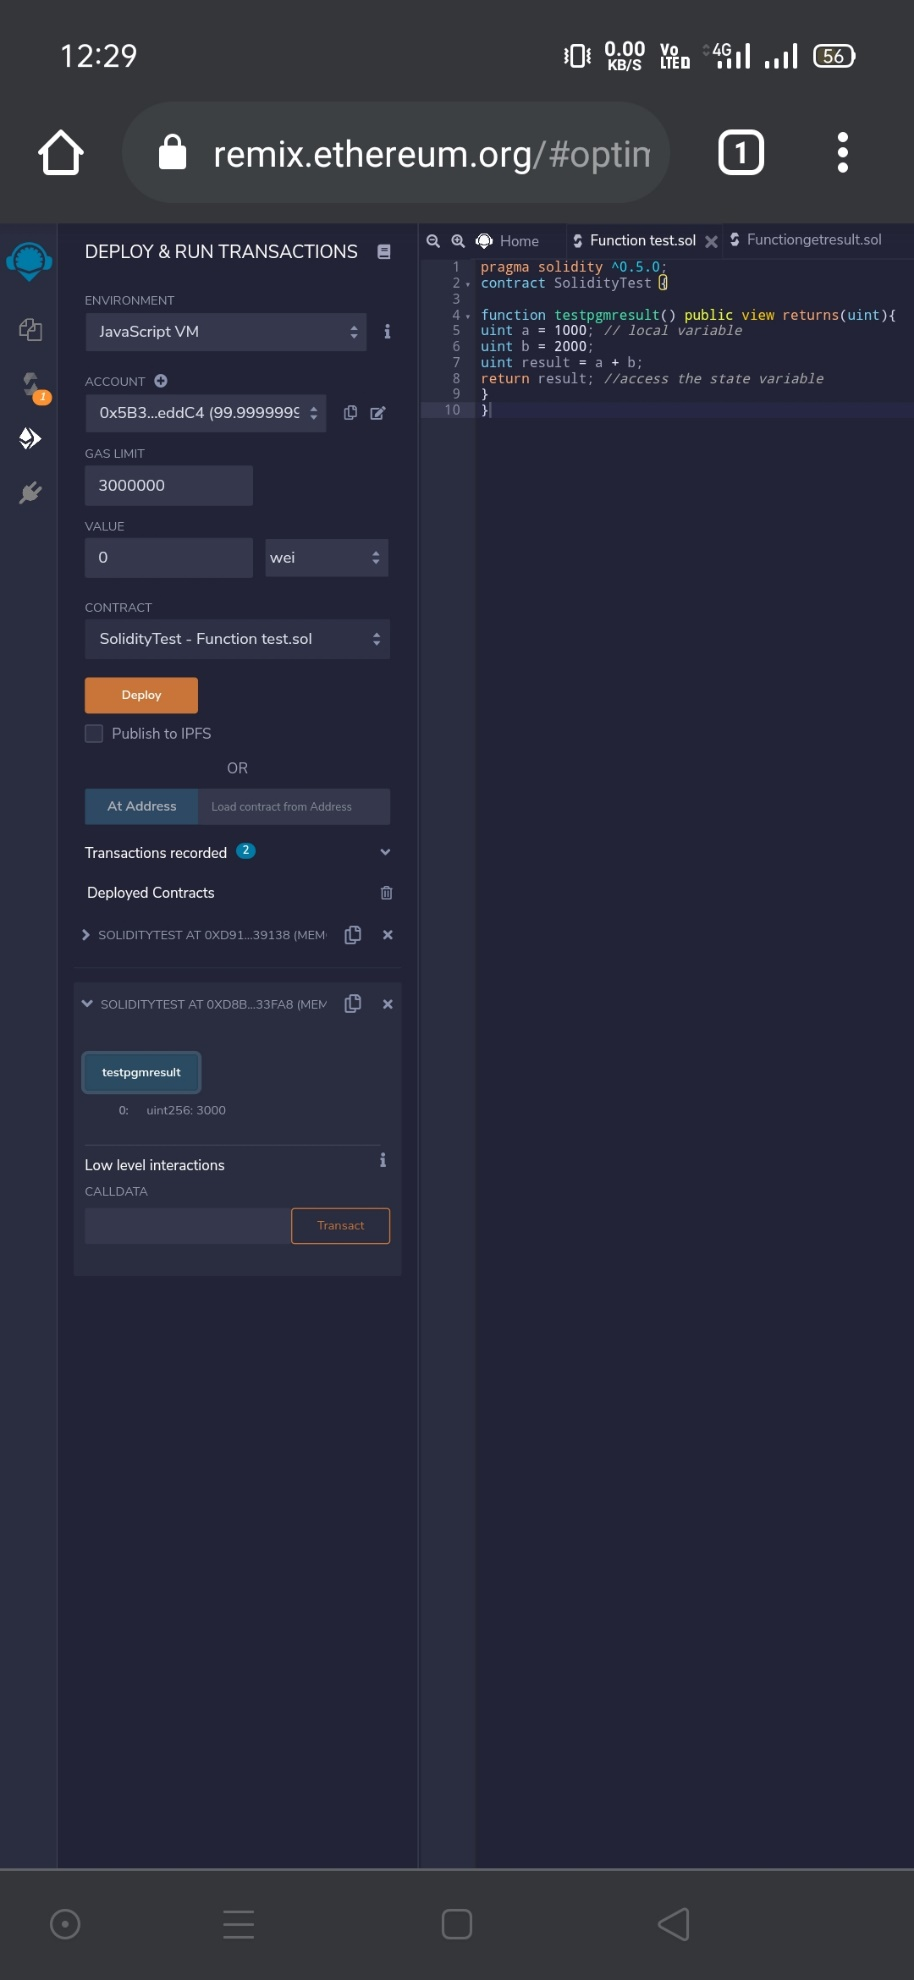 12:29
0.00 KB/S
Vo LTE
4G
56
remix.ethereum.org/#optim
1
DEPLOY & RUN TRANSACTIONS
ENVIRONMENT
JavaScript VM
ACCOUNT
0x5B3...eddC4 (99.9999999
GAS LIMIT
3000000
VALUE
0
wei
CONTRACT
SolidityTest - Function test.sol
Deploy
Publish to IPFS
OR
At Address
Load contract from Address
Transactions recorded 2
Deployed Contracts
SOLIDITYTEST AT 0XD91...39138 (MEM
SOLIDITYTEST AT 0XD8B...33FA8 (MEM
testpgmresult
0: uint256: 3000
Low level interactions
CALLDATA
Transact
1
Home
Function test.sol
Functiongetresult.sol
1 pragma solidity ^0.5.0;
2 contract SolidityTest {
3
4 function testpgmresult() public view returns(uint){
5 uint a = 1000; // local variable
6 uint b = 2000;
7 uint result = a + b;
8 return result; //access the state variable
9 }
10 }